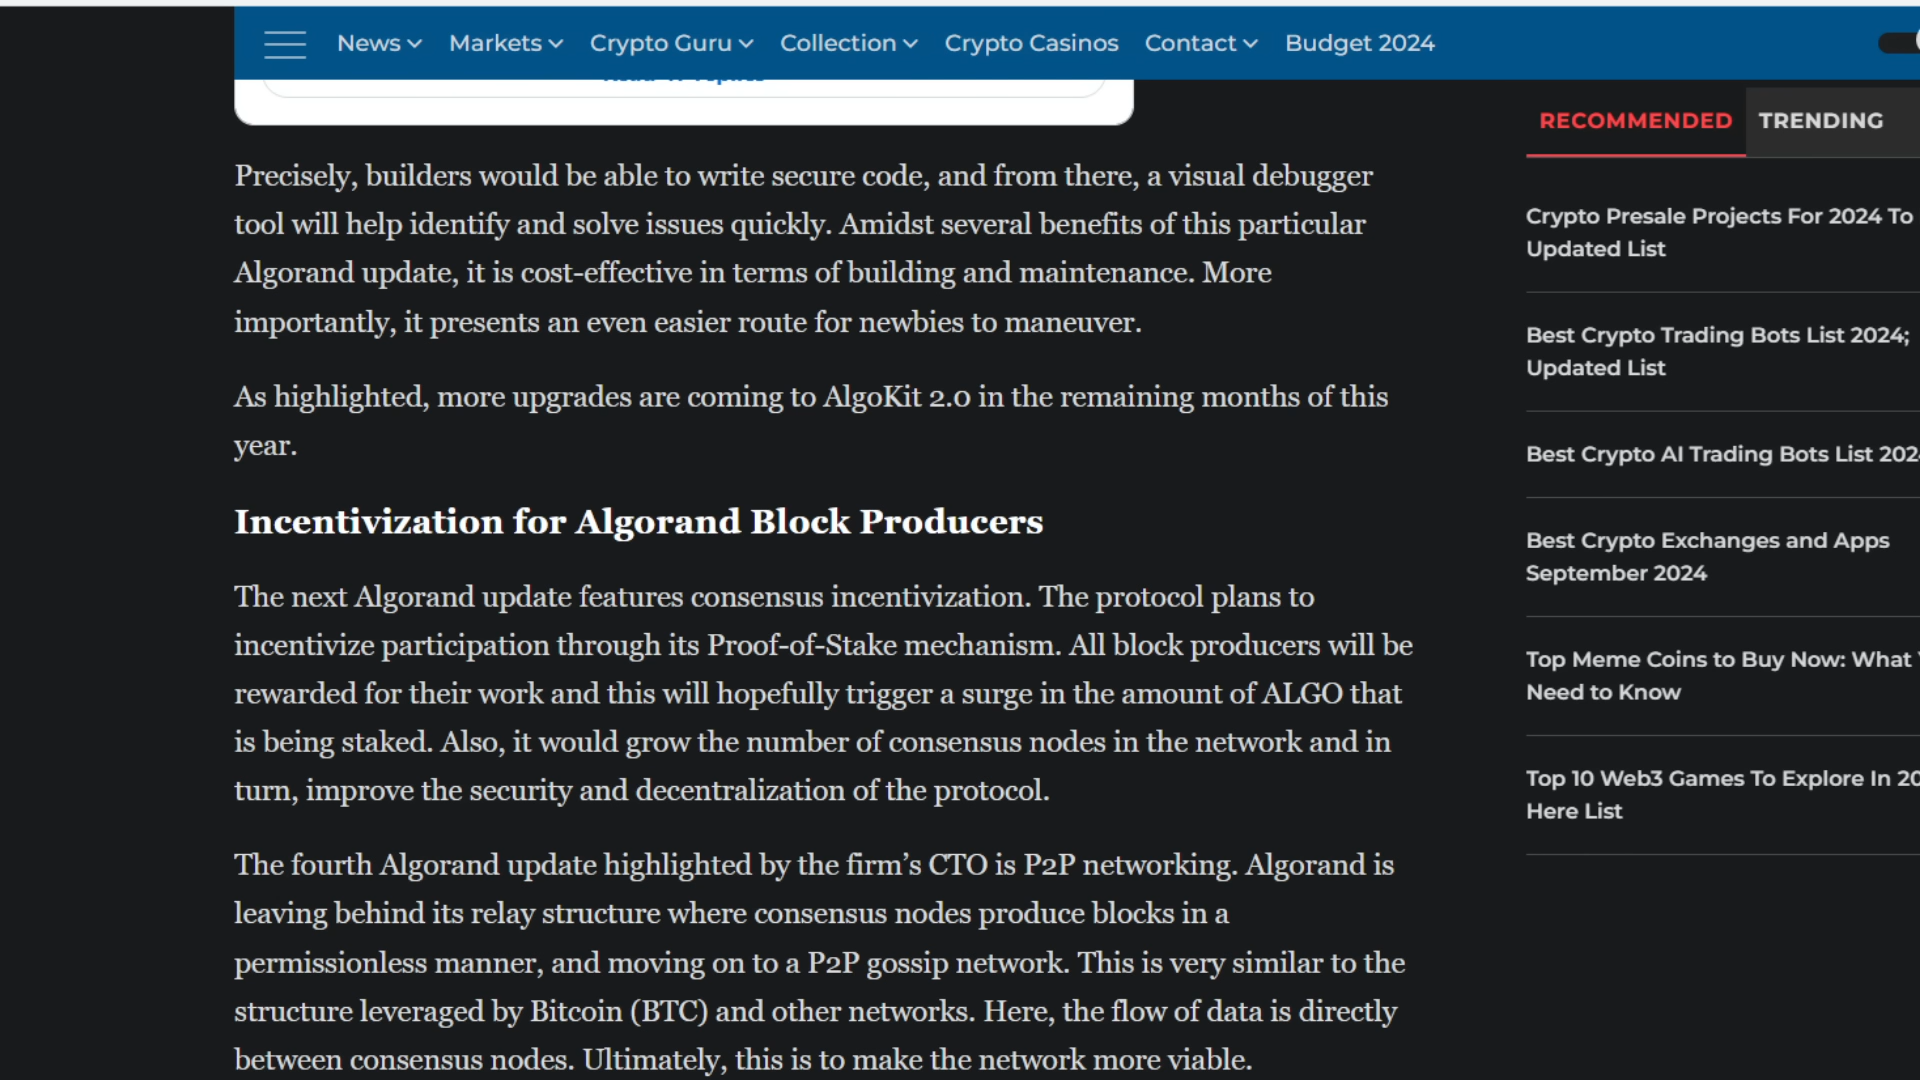 News Markets Crypto Guru Collection Crypto Casinos Contact Budget 2024
Precisely, builders would be able to write secure code, and from there, a visual debugger
tool will help identify and solve issues quickly. Amidst several benefits of this particular
Algorand update, it is cost-effective in terms of building and maintenance. More
importantly, it presents an even easier route for newbies to maneuver.
As highlighted, more upgrades are coming to AlgoKit 2.0 in the remaining months of this
year.
Incentivization for Algorand Block Producers
The next Algorand update features consensus incentivization. The protocol plans to
incentivize participation through its Proof-of-Stake mechanism. All block producers will be
rewarded for their work and this will hopefully trigger a surge in the amount of ALGO that
is being staked. Also, it would grow the number of consensus nodes in the network and in
turn, improve the security and decentralization of the protocol.
The fourth Algorand update highlighted by the firm’s CTO is P2P networking. Algorand is
leaving behind its relay structure where consensus nodes produce blocks in a
permissionless manner, and moving on to a P2P gossip network. This is very similar to the
structure leveraged by Bitcoin (BTC) and other networks. Here, the flow of data is directly
between consensus nodes. Ultimately, this is to make the network more viable.
RECOMMENDED TRENDING
Crypto Presale Projects For 2024 To
Updated List
Best Crypto Trading Bots List 2024;
Updated List
Best Crypto AI Trading Bots List
Best Crypto Exchanges and Apps
September 2024
Top Meme Coins to Buy Now: What
Need to Know
Top 10 Web3 Games To Explore In
Here List